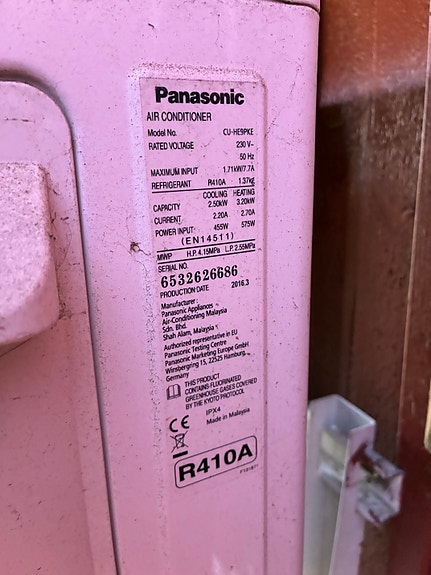 Panasonic
AIR CONDITIONER
Model No. CU-HE9PKE
RATED VOLTAGE 230 V~
50 Hz
MAXIMUM INPUT 1.71kW/7.7A
REFRIGERANT R410A 1.37kg
COOLING HEATING
CAPACITY 2.50kW 3.20kW
CURRENT 2.20A 2.70A
POWER INPUT 455W 575W
(EN14511)
MWP H.P. 4.15MPa L.P. 2.55MPa
SERIAL NO.
6532626686
PRODUCTION DATE 2016.3
Manufacturer:
Panasonic Appliances
Air-Conditioning Malaysia
Sdn. Bhd.
Shah Alam, Malaysia
Authorized representative in EU
Panasonic Testing Centre
Panasonic Marketing Europe GmbH
Winsbergring 15, 22525 Hamburg,
Germany
THIS PRODUCT
CONTAINS FLUORINATED
GREENHOUSE GASES COVERED
BY THE KYOTO PROTOCOL
CE IPX4
Made in Malaysia
R410A